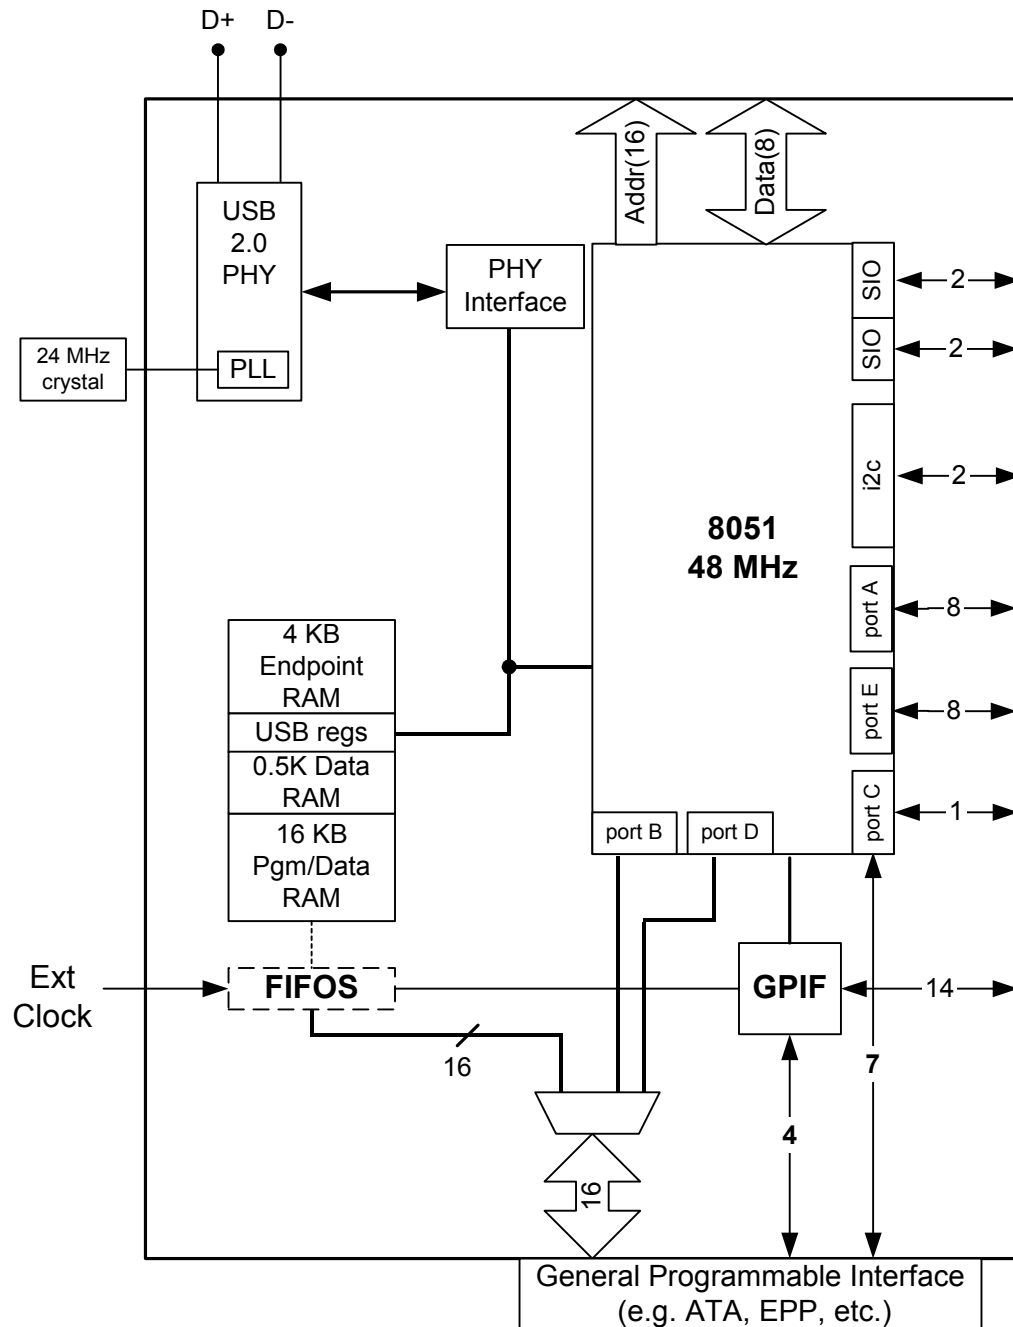 D+ D-
Addr(16)
Data(8)
USB
2.0
PHY
PLL
24 MHz
crystal
PHY
Interface
SIO
2
SIO
2
i2c
2
8051
48 MHz
port A
8
port E
8
port C
1
port B
port D
4 KB
Endpoint
RAM
USB regs
0.5K Data
RAM
16 KB
Pgm/Data
RAM
Ext
Clock
FIFOS
GPIF
14
16
7
4
16
General Programmable Interface
(e.g. ATA, EPP, etc.)